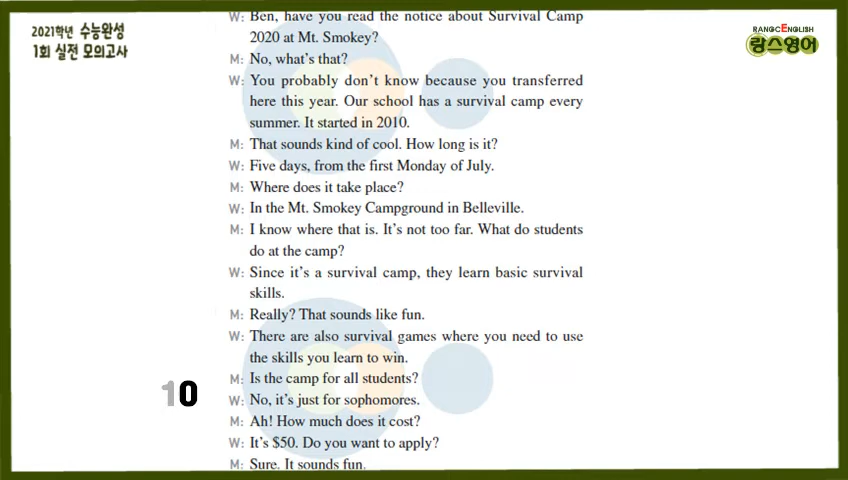 2021학년 수능완성
1회 실전 모의고사
RANGCENGLISH
랑스영어
W: Ben, have you read the notice about Survival Camp
2020 at Mt. Smokey?
M: No, what's that?
W: You probably don't know because you transferred
here this year. Our school has a survival camp every
summer. It started in 2010.
M: That sounds kind of cool. How long is it?
W: Five days, from the first Monday of July.
M: Where does it take place?
W: In the Mt. Smokey Campground in Belleville.
M: I know where that is. It's not too far. What do students
do at the camp?
W: Since it's a survival camp, they learn basic survival
skills.
M: Really? That sounds like fun.
W: There are also survival games where you need to use
the skills you learn to win.
M: Is the camp for all students?
10
W: No, it's just for sophomores.
M: Ah! How much does it cost?
W: It's $50. Do you want to apply?
M: Sure. It sounds fun.